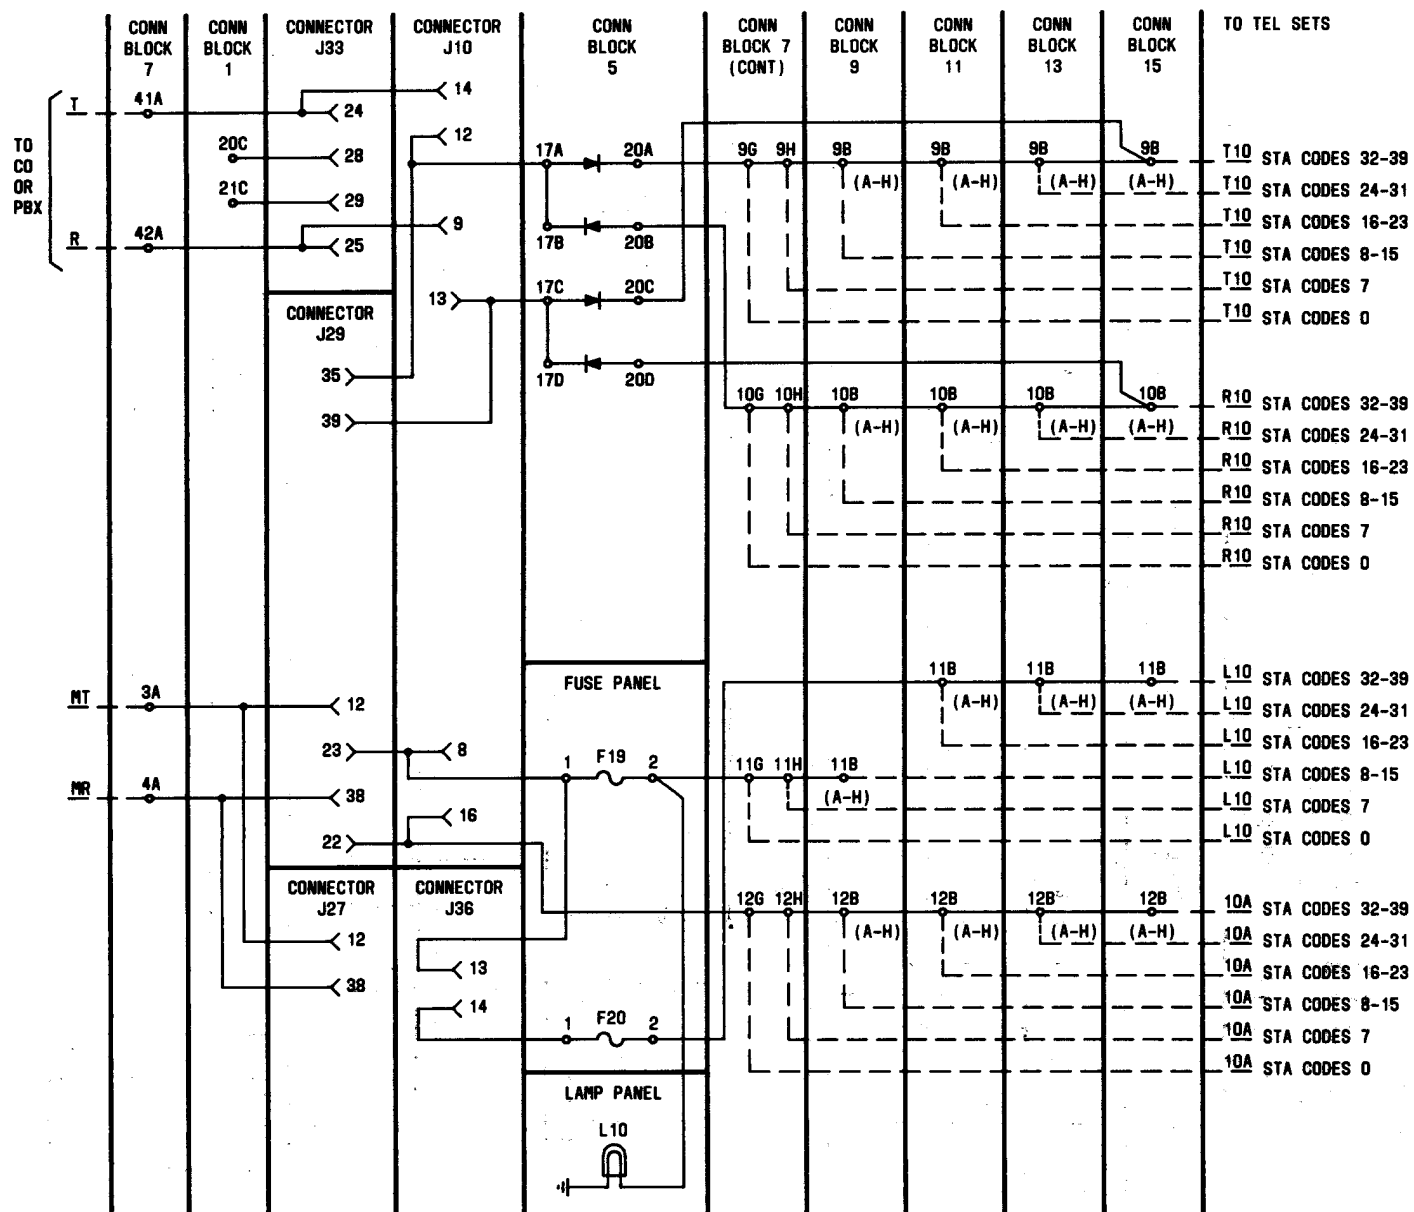 CONN BLOCK 7
CONN BLOCK 1
CONNECTOR J33
CONNECTOR J10
CONN BLOCK 5
CONN BLOCK 7 (CONT)
CONN BLOCK 9
CONN BLOCK 11
CONN BLOCK 13
CONN BLOCK 15
TO TEL SETS
TO CO OR PBX
T 41A 24 14
12
20C 28
21C 29
R 42A 25 9
17A 20A 9G 9H 9B 9B 9B 9B T10 STA CODES 32-39
(A-H) (A-H) (A-H) (A-H) T10 STA CODES 24-31
T10 STA CODES 16-23
17B 20B T10 STA CODES 8-15
13 17C 20C T10 STA CODES 7
T10 STA CODES 0
CONNECTOR J29
35
39
17D 20D
10G 10H 10B 10B 10B 10B R10 STA CODES 32-39
(A-H) (A-H) (A-H) (A-H) R10 STA CODES 24-31
R10 STA CODES 16-23
R10 STA CODES 8-15
R10 STA CODES 7
R10 STA CODES 0
FUSE PANEL
11B 11B 11B L10 STA CODES 32-39
MT 3A 12 (A-H) (A-H) (A-H) L10 STA CODES 24-31
23 8 L10 STA CODES 16-23
1 F19 2 11G 11H 11B L10 STA CODES 8-15
MR 4A 38 (A-H) L10 STA CODES 7
16
22 L10 STA CODES 0
CONNECTOR J27
CONNECTOR J36
12G 12H 12B 12B 12B 12B 10A STA CODES 32-39
12 (A-H) (A-H) (A-H) (A-H) 10A STA CODES 24-31
13 10A STA CODES 16-23
38
14 10A STA CODES 8-15
1 F20 2 10A STA CODES 7
10A STA CODES 0
LAMP PANEL
L10